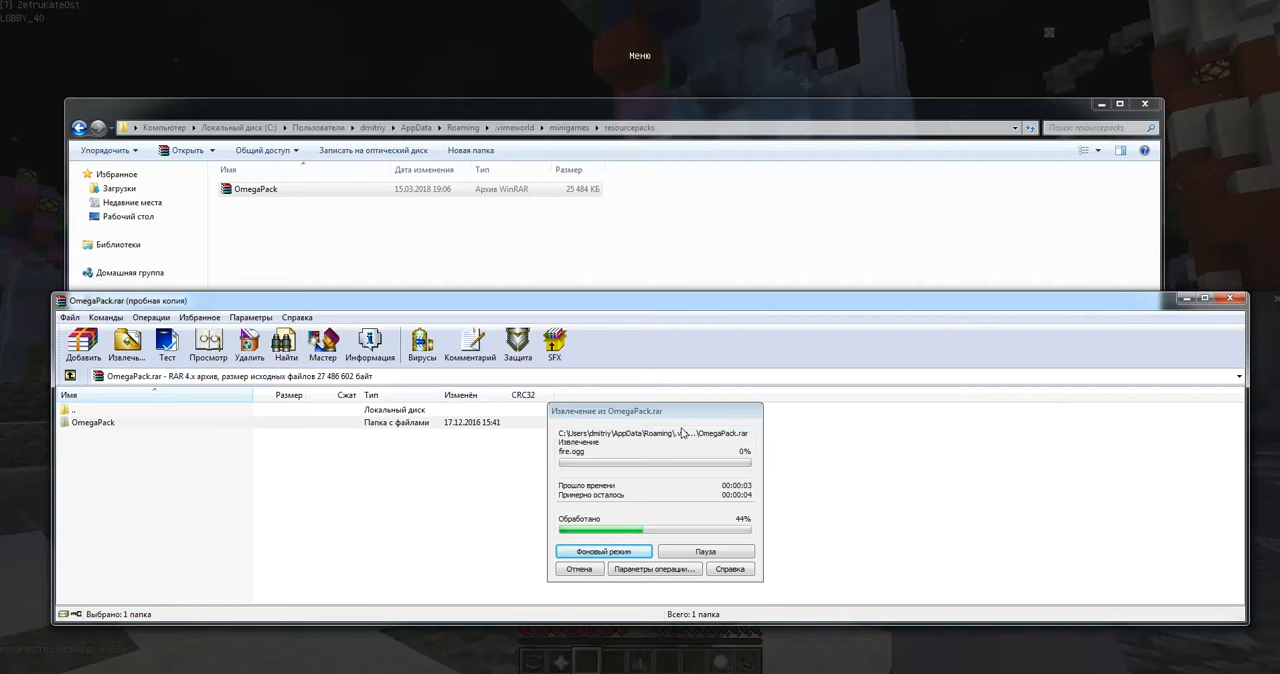 [7] ZetruKateOst
LOBBY_40
Меню
Компьютер Локальный диск (C:) Пользователи dmitriy AppData Roaming .vimeworld minigames resourcepacks
Поиск: resourcepacks
Упорядочить Открыть Общий доступ Записать на оптический диск Новая папка
Имя Дата изменения Тип Размер
Избранное
Загрузки
Недавние места
Рабочий стол
Библиотеки
Домашняя группа
OmegaPack 15.03.2018 19:06 Архив WinRAR 25 484 КБ
OmegaPack.rar (пробная копия)
Файл Команды Операции Избранное Параметры Справка
Добавить Извлечь... Тест Просмотр Удалить Найти Мастер Информация Вирусы Комментарий Защита SFX
OmegaPack.rar - RAR 4.x архив, размер исходных файлов 27 486 602 байт
Имя Размер Сжат Тип Изменён CRC32
.. Локальный диск
OmegaPack Папка с файлами 17.12.2016 15:41
Извлечение из OmegaPack.rar
C:\Users\dmitriy\AppData\Roaming\.v...\OmegaPack.rar
Извлечение
fire.ogg 0%
Прошло времени 00:00:03
Примерно осталось 00:00:04
Обработано 44%
Фоновый режим Пауза
Отмена Параметры операции... Справка
Выбрано: 1 папка Всего: 1 папка